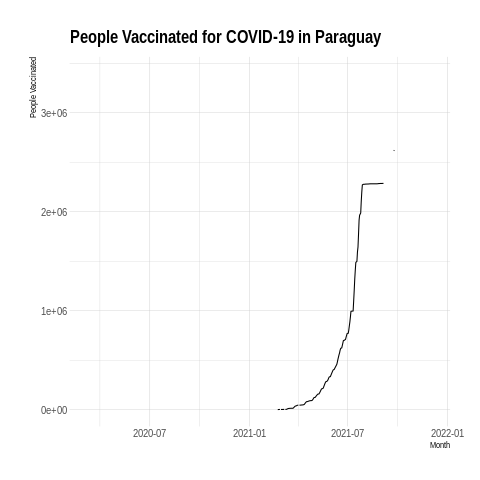 People Vaccinated for COVID-19 in Paraguay
People Vaccinated
3e+06
2e+06
1e+06
0e+00
2020-07 2021-01 2021-07 2022-01
Month